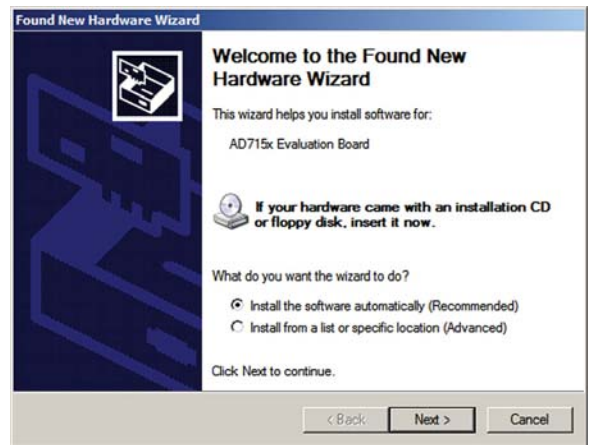 Found New Hardware Wizard
Welcome to the Found New
Hardware Wizard
This wizard helps you install software for:
AD715x Evaluation Board
If your hardware came with an installation CD
or floppy disk, insert it now.
What do you want the wizard to do?
Install the software automatically (Recommended)
Install from a list or specific location (Advanced)
Click Next to continue.
< Back
Next >
Cancel